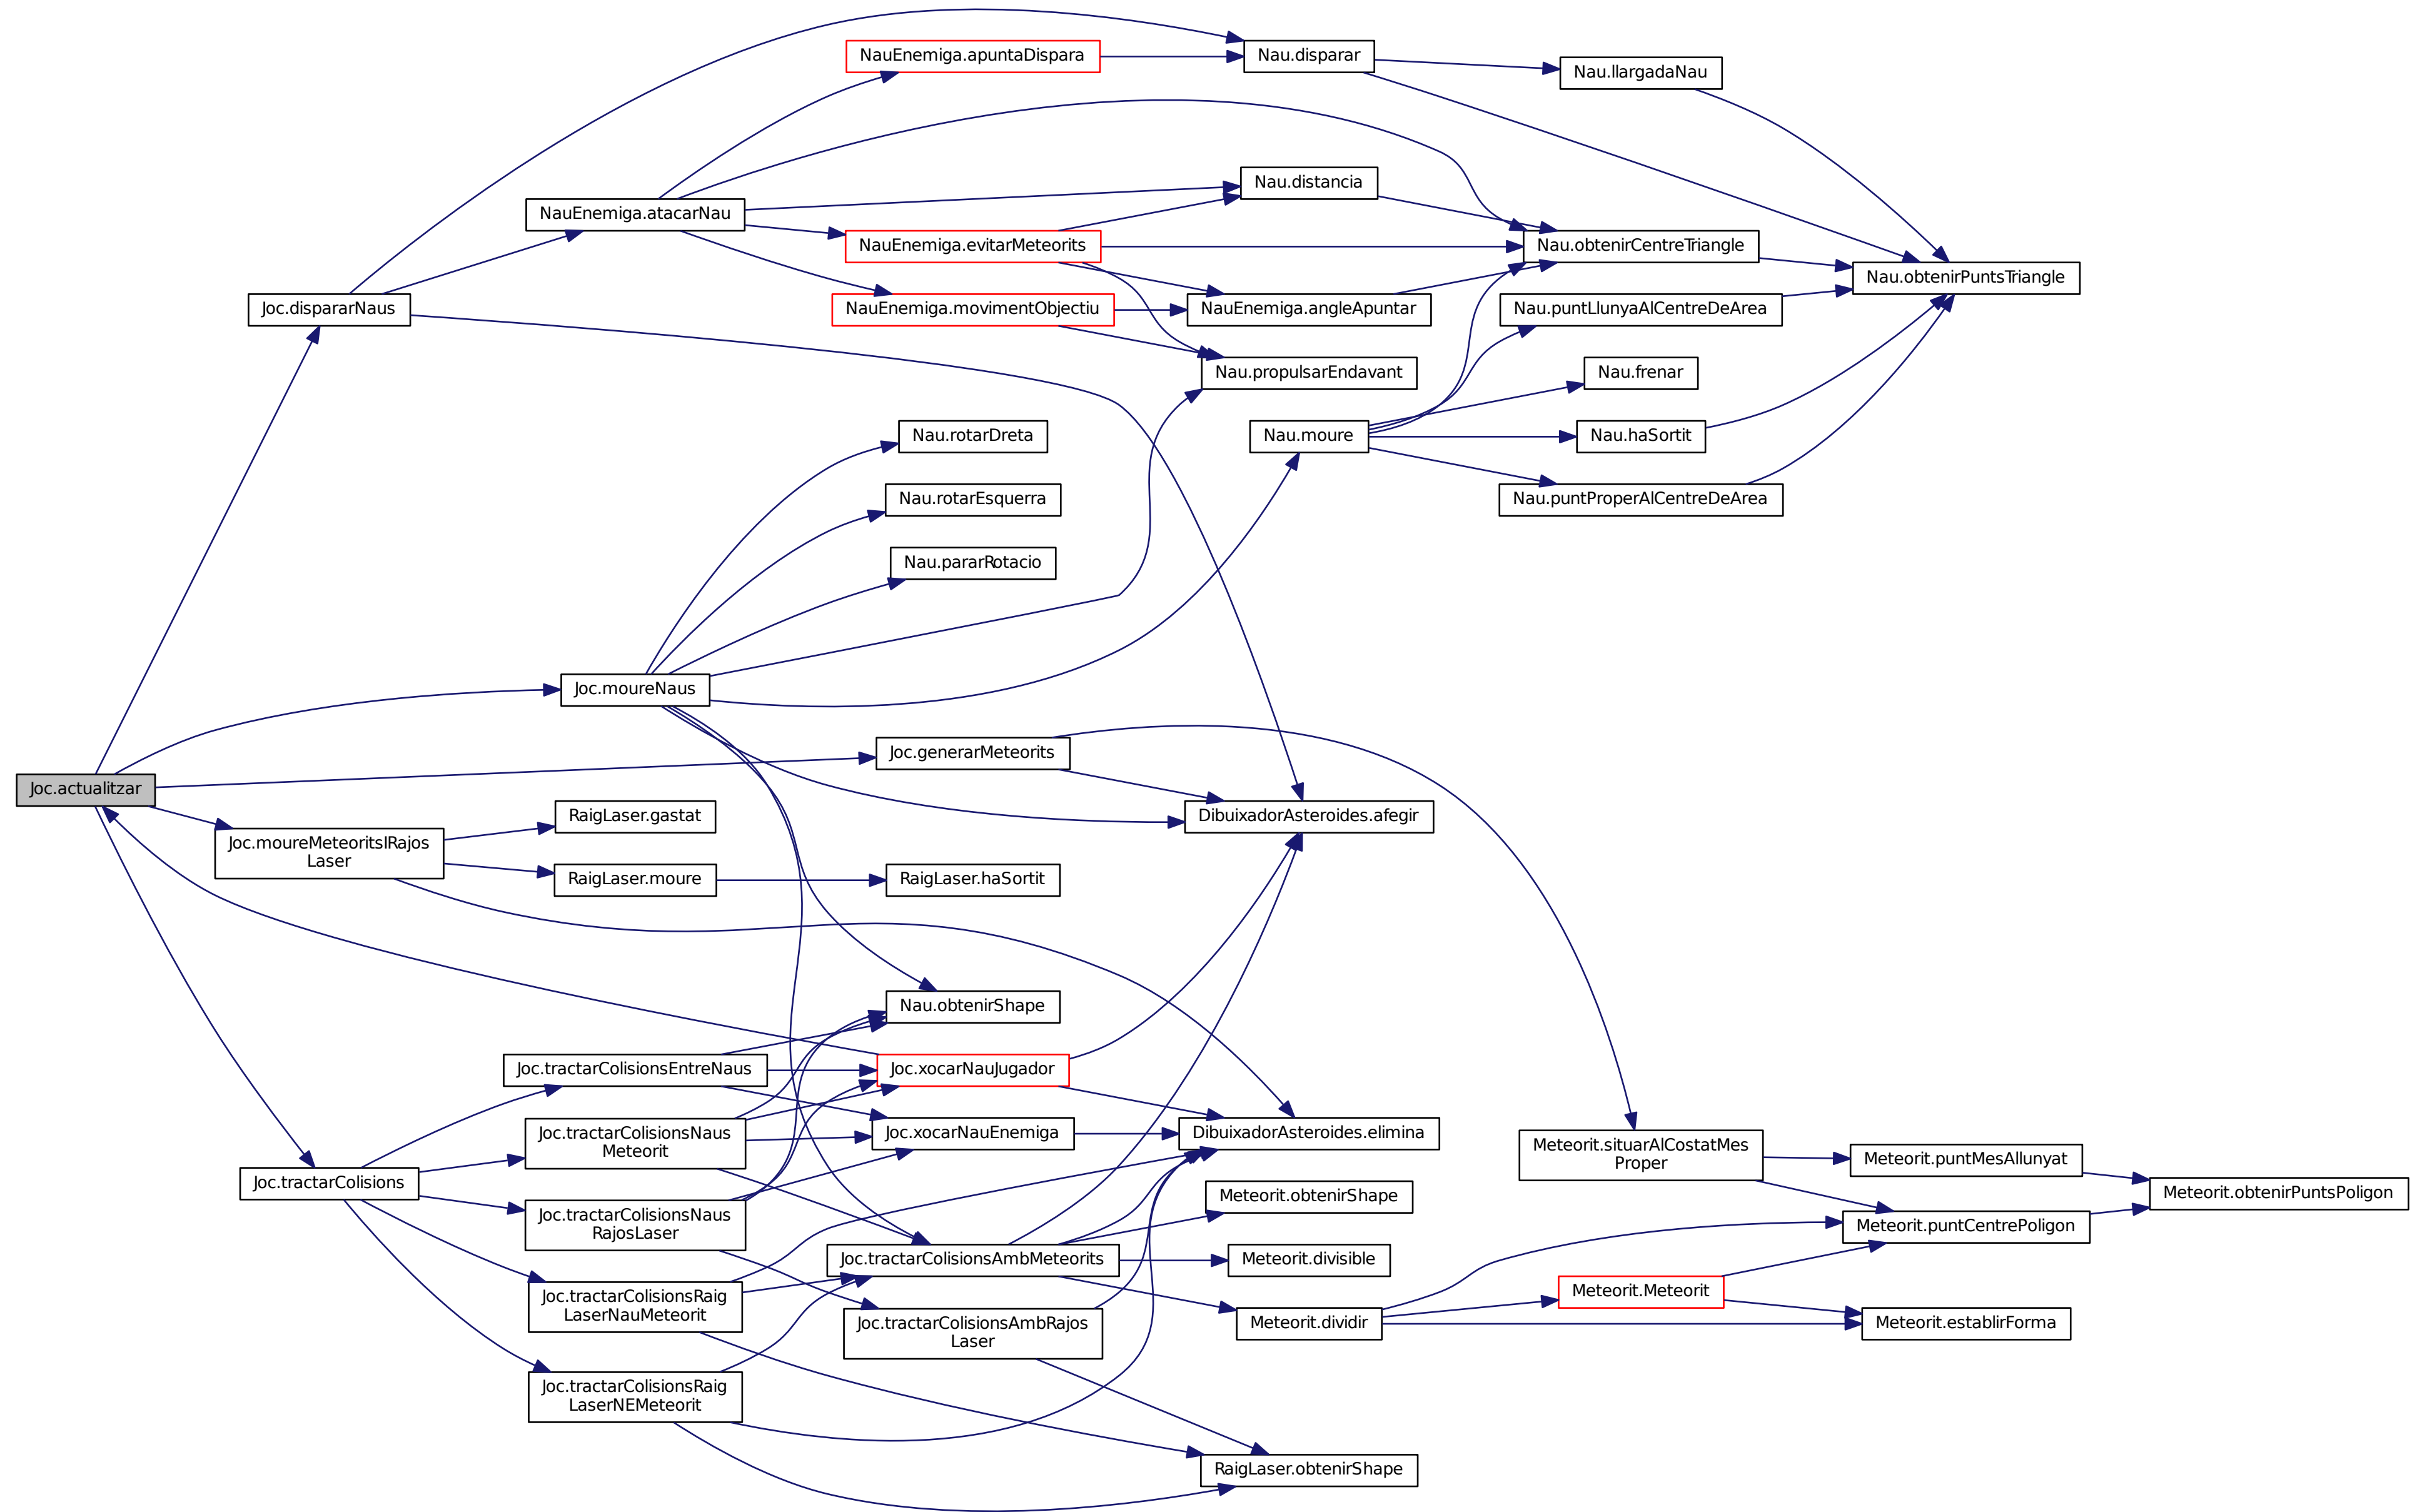 NauEnemiga.apuntaDispara
Nau.disparar
Nau.llargadaNau
Nau.distancia
NauEnemiga.atacarNau
NauEnemiga.evitarMeteorits
Nau.obtenirCentreTriangle
Nau.obtenirPuntsTriangle
Joc.dispararNaus
NauEnemiga.movimentObjectiu
NauEnemiga.angleApuntar
Nau.puntLlunyaAlCentreDeArea
Nau.propulsarEndavant
Nau.frenar
Nau.rotarDreta
Nau.moure
Nau.haSortit
Nau.rotarEsquerra
Nau.puntProperAlCentreDeArea
Nau.pararRotacio
Joc.moureNaus
Joc.generarMeteorits
Joc.actualitzar
RaigLaser.gastat
DibuixadorAsteroides.afegir
Joc.moureMeteoritsIRajos
Laser
RaigLaser.moure
RaigLaser.haSortit
Nau.obtenirShape
Joc.tractarColisionsEntreNaus
Joc.xocarNauJugador
Joc.tractarColisionsNaus
Meteorit
Joc.xocarNauEnemiga
DibuixadorAsteroides.elimina
Meteorit.situarAlCostatMes
Proper
Meteorit.puntMesAllunyat
Joc.tractarColisions
Meteorit.obtenirShape
Meteorit.obtenirPuntsPoligon
Joc.tractarColisionsNaus
RajosLaser
Meteorit.puntCentrePoligon
Joc.tractarColisionsAmbMeteorits
Meteorit.divisible
Meteorit.Meteorit
Joc.tractarColisionsRaig
LaserNauMeteorit
Joc.tractarColisionsAmbRajos
Laser
Meteorit.dividir
Meteorit.establirForma
Joc.tractarColisionsRaig
LaserNEMeteorit
RaigLaser.obtenirShape